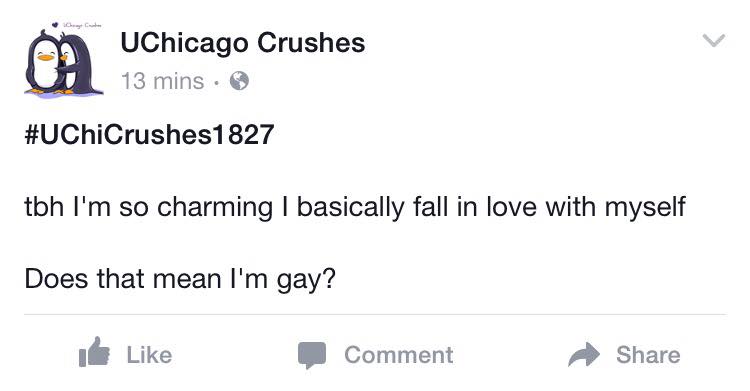 UChicago Crushes
UChicago Crushes
13 mins ·
#UChiCrushes1827
tbh I'm so charming I basically fall in love with myself
Does that mean I'm gay?
Like
Comment
Share